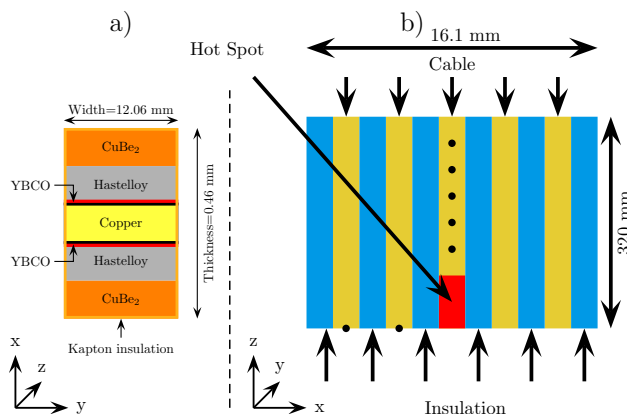 a)
b)
16.1 mm
Cable
Hot Spot
Width=12.06 mm
CuBe2
Hastelloy
YBCO
Copper
YBCO
Hastelloy
CuBe2
Thickness=0.46 mm
Kapton insulation
320 mm
x
z
y
z
y
x
Insulation